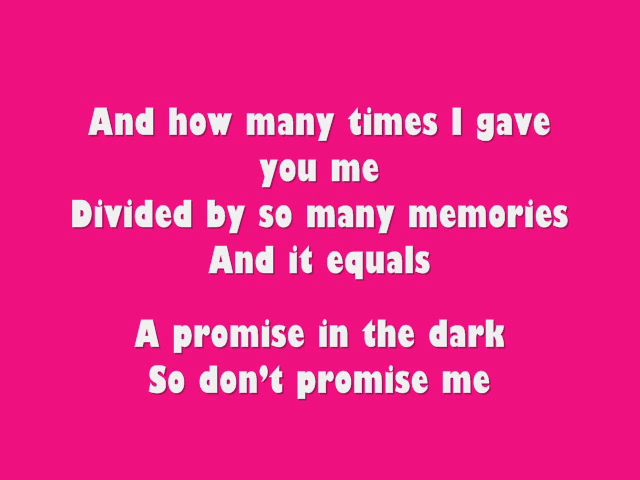 And how many times I gave
you me
Divided by so many memories
And it equals
A promise in the dark
So don't promise me